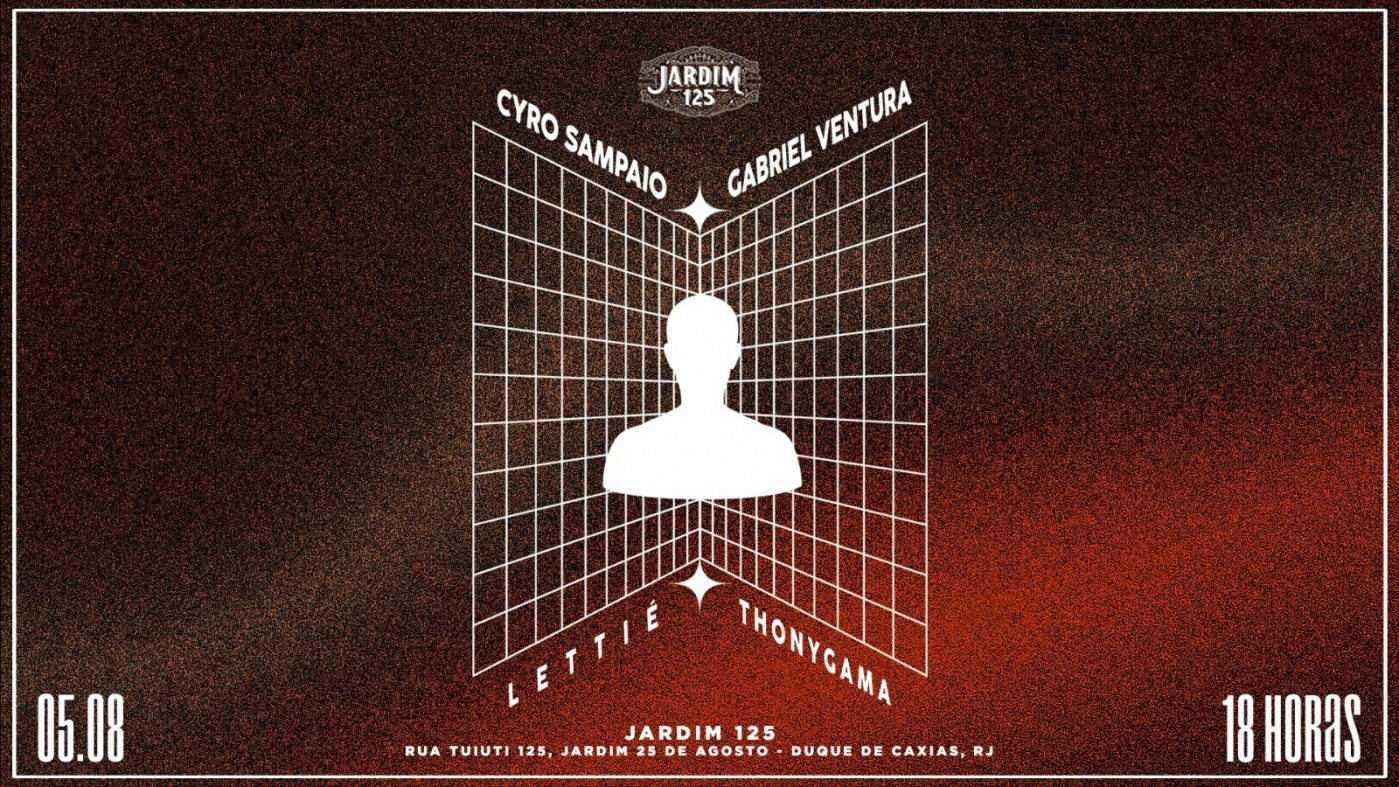 JARDIM
125
CYRO SAMPAIO
GABRIEL VENTURA
LETTIÉ
THONYGAMA
05.08
18 HORAS
JARDIM 125
RUA TUIUTI 125, JARDIM 25 DE AGOSTO - DUQUE DE CAXIAS, RJ